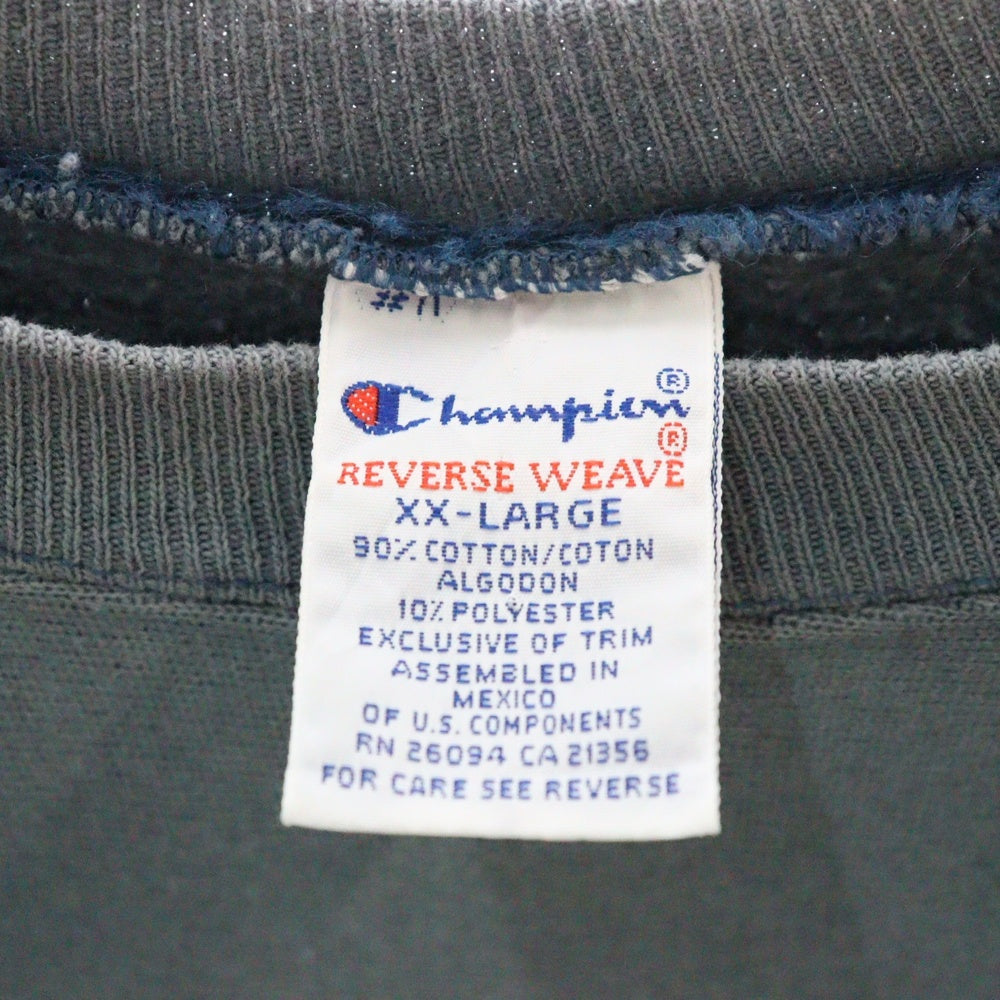 #11
Champion®
REVERSE WEAVE®
XX-LARGE
90% COTTON/COTON
ALGODON
10% POLYESTER
EXCLUSIVE OF TRIM
ASSEMBLED IN
MEXICO
OF U.S. COMPONENTS
RN 26094 CA 21356
FOR CARE SEE REVERSE